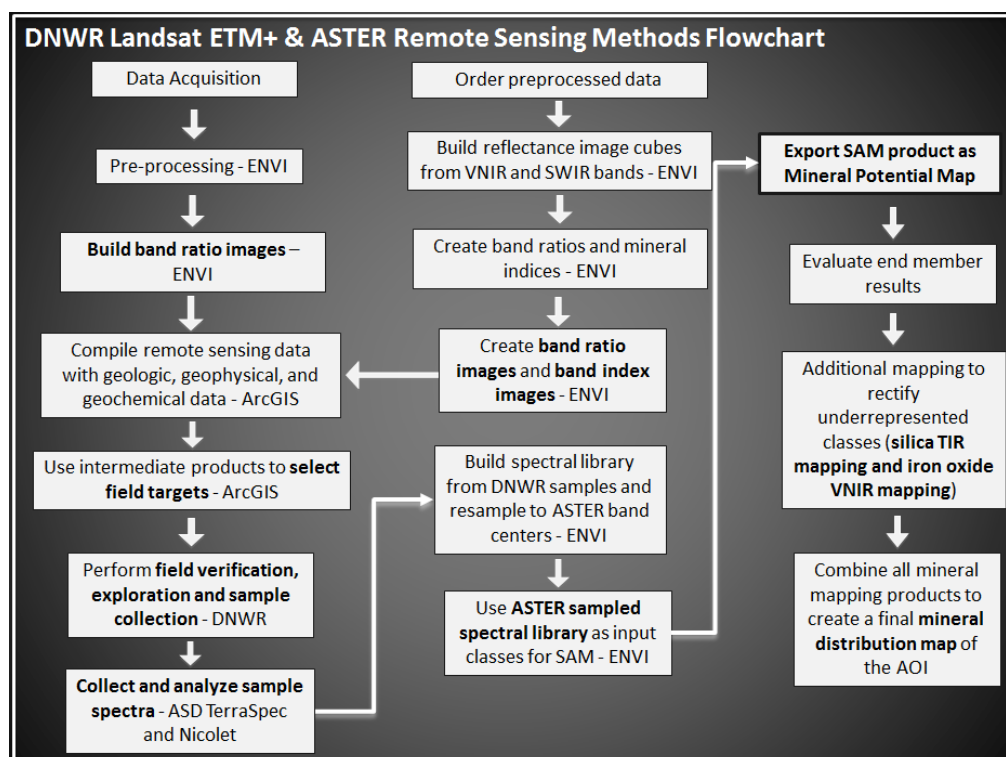 DNWR Landsat ETM+ & ASTER Remote Sensing Methods Flowchart
Data Acquisition
Pre-processing - ENVI
Build band ratio images –
ENVI
Compile remote sensing data
with geologic, geophysical, and
geochemical data - ArcGIS
Use intermediate products to select
field targets - ArcGIS
Perform field verification,
exploration and sample
collection - DNWR
Collect and analyze sample
spectra - ASD TerraSpec
and Nicolet
Order preprocessed data
Build reflectance image cubes
from VNIR and SWIR bands - ENVI
Create band ratios and mineral
indices - ENVI
Create band ratio
images and band index
images - ENVI
Build spectral library
from DNWR samples and
resample to ASTER band
centers - ENVI
Use ASTER sampled
spectral library as input
classes for SAM - ENVI
Export SAM product as
Mineral Potential Map
Evaluate end member
results
Additional mapping to
rectify
underrepresented
classes (silica TIR
mapping and iron oxide
VNIR mapping)
Combine all mineral
mapping products to
create a final mineral
distribution map of
the AOI